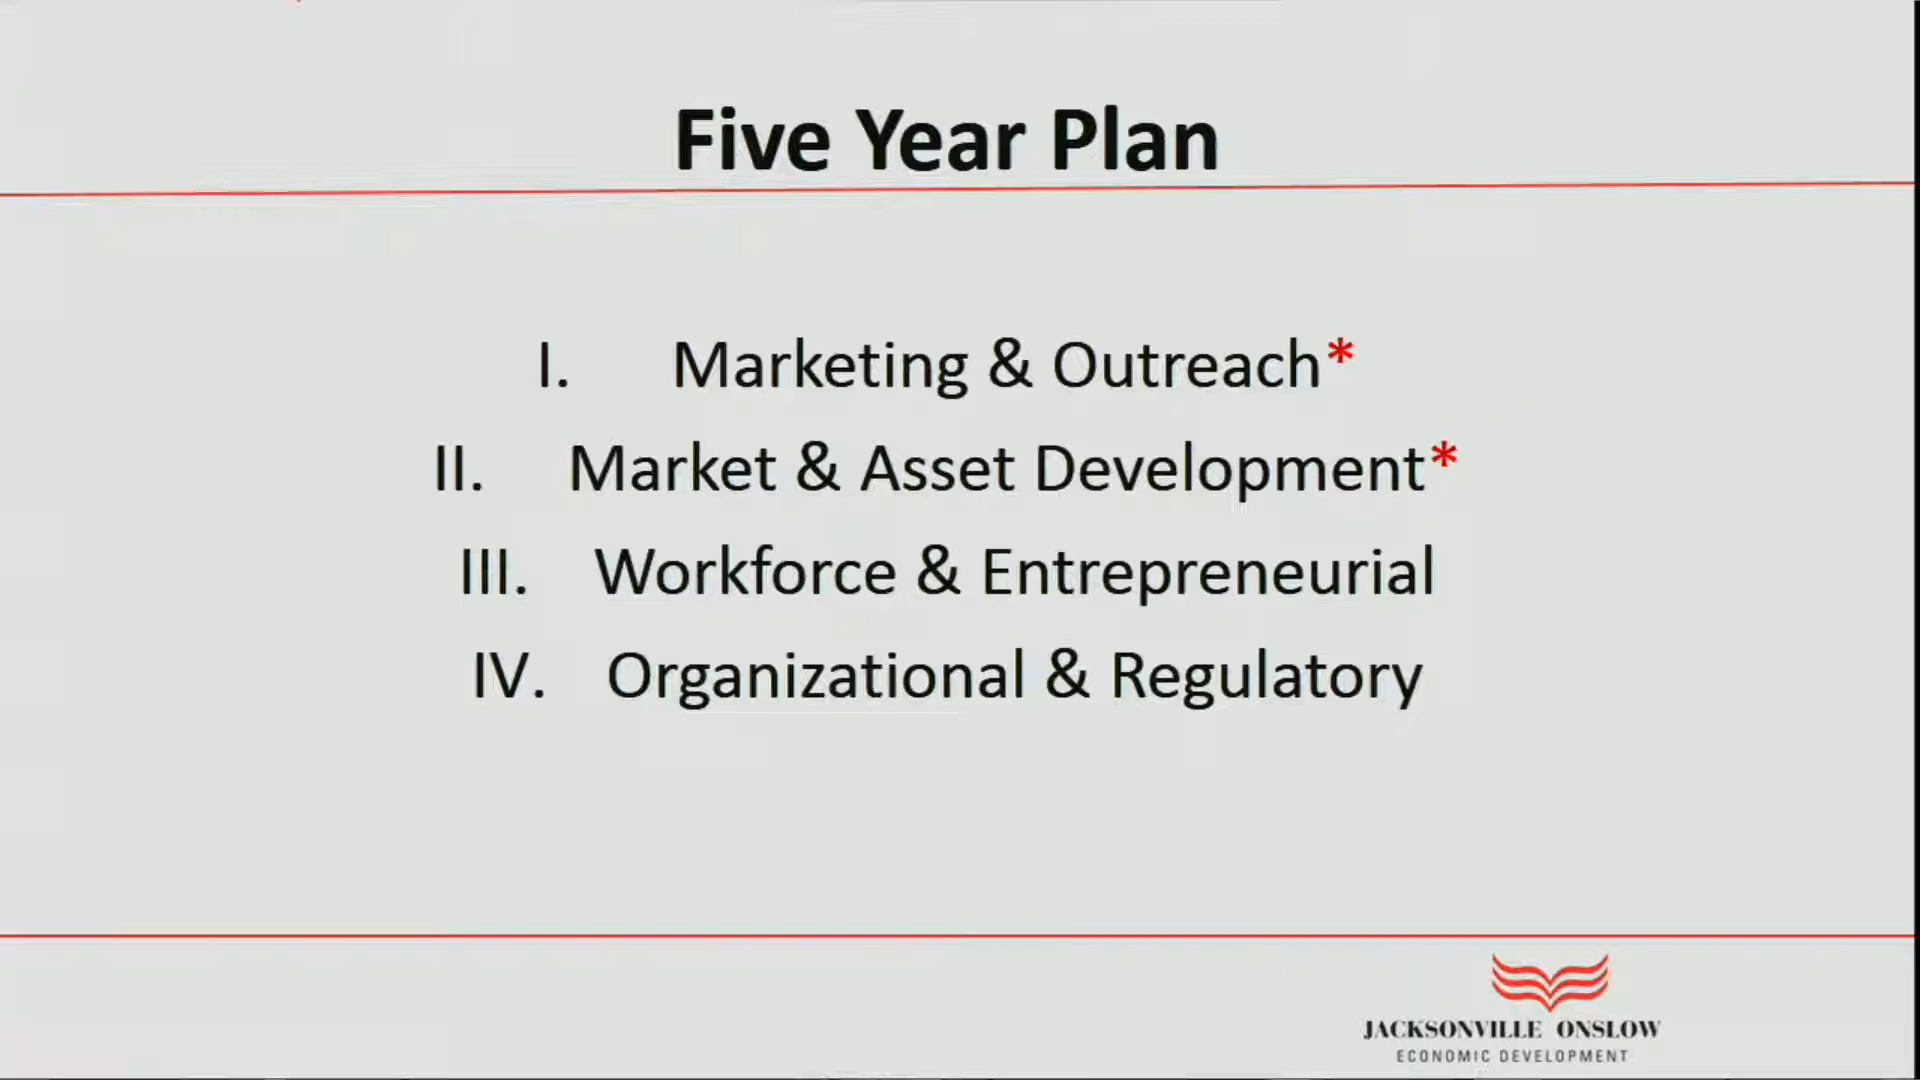 Five Year Plan
I. Marketing & Outreach*
II. Market & Asset Development*
III. Workforce & Entrepreneurial
IV. Organizational & Regulatory
JACKSONVILLE ONSLOW
ECONOMIC DEVELOPMENT